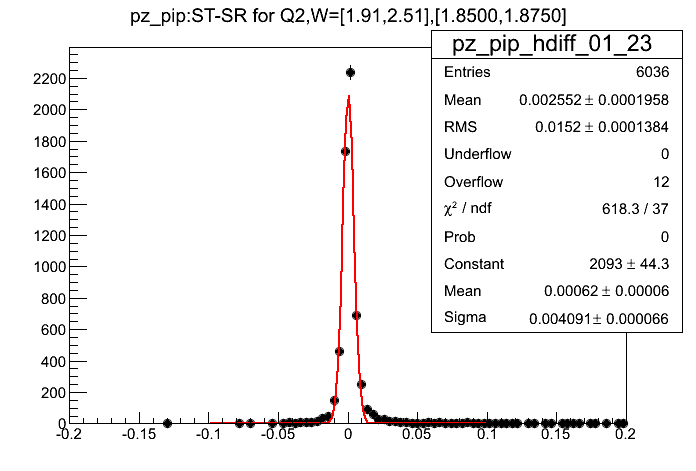 pz_pip:ST-SR for Q2,W=[1.91,2.51],[1.8500,1.8750]
pz_pip_hdiff_01_23
Entries 6036
Mean 0.002552 ± 0.0001958
RMS 0.0152 ± 0.0001384
Underflow 0
Overflow 12
χ² / ndf 618.3 / 37
Prob 0
Constant 2093 ± 44.3
Mean 0.00062 ± 0.00006
Sigma 0.004091 ± 0.000066
2200
2000
1800
1600
1400
1200
1000
800
600
400
200
0
-0.2 -0.15 -0.1 -0.05 0 0.05 0.1 0.15 0.2